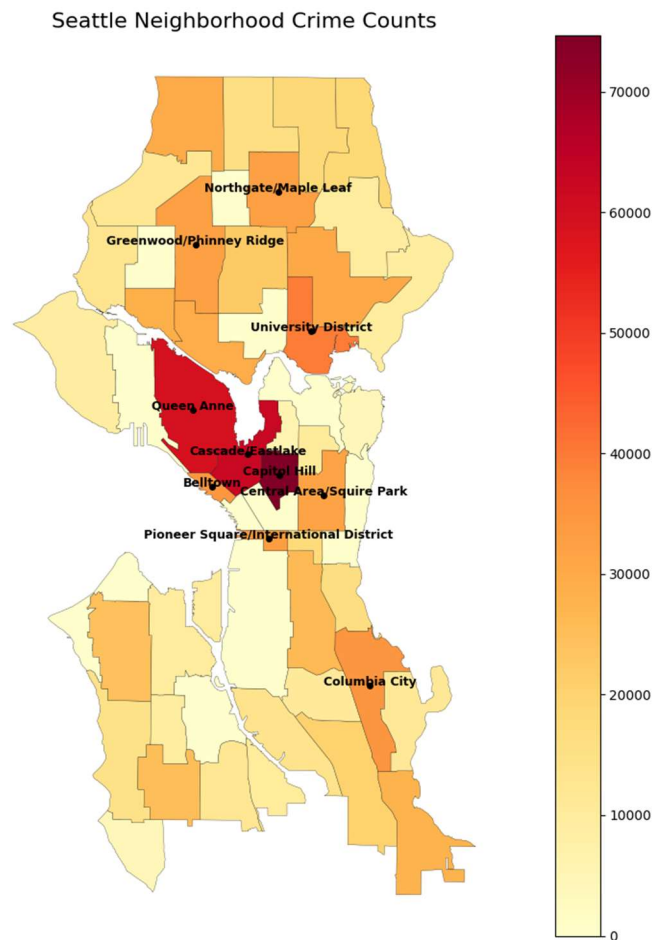 Seattle Neighborhood Crime Counts
70000
Northgate/Maple Leaf
60000
Greenwood/Phinney Ridge
50000
University District
Queen Anne
40000
Cascade/Eastlake
Capitol Hill
Belltown
Central Area/Squire Park
Pioneer Square/International District
30000
Columbia City
20000
10000
0